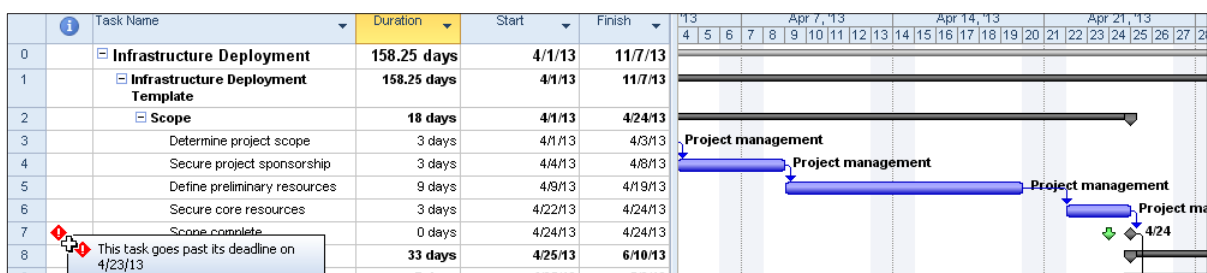 Task Name Duration Start Finish '13 Apr 7, '13 Apr 14, '13 Apr 21, '13
4 5 6 7 8 9 10 11 12 13 14 15 16 17 18 19 20 21 22 23 24 25 26 27
0 Infrastructure Deployment 158.25 days 4/1/13 11/7/13
1 Infrastructure Deployment 158.25 days 4/1/13 11/7/13
Template
2 Scope 18 days 4/1/13 4/24/13
3 Determine project scope 3 days 4/1/13 4/3/13 Project management
4 Secure project sponsorship 3 days 4/4/13 4/8/13 Project management
5 Define preliminary resources 9 days 4/9/13 4/19/13 Project management
6 Secure core resources 3 days 4/22/13 4/24/13 Project ma
7 Scope complete 0 days 4/24/13 4/24/13 4/24
This task goes past its deadline on
4/23/13
8 33 days 4/25/13 6/10/13